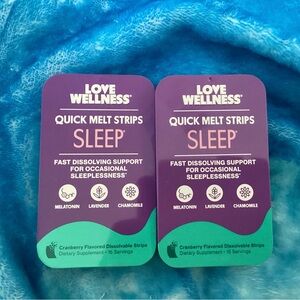 LOVE
WELLNESS®
QUICK MELT STRIPS
SLEEP*
FAST DISSOLVING SUPPORT
FOR OCCASIONAL
SLEEPLESSNESS*
MELATONIN LAVENDER CHAMOMILE
Cranberry Flavored Dissolvable Strips
Dietary Supplement • 15 Servings
LOVE
WELLNESS®
QUICK MELT STRIPS
SLEEP*
FAST DISSOLVING SUPPORT
FOR OCCASIONAL
SLEEPLESSNESS*
MELATONIN LAVENDER CHAMOMILE
Cranberry Flavored Dissolvable Strips
Dietary Supplement • 15 Servings